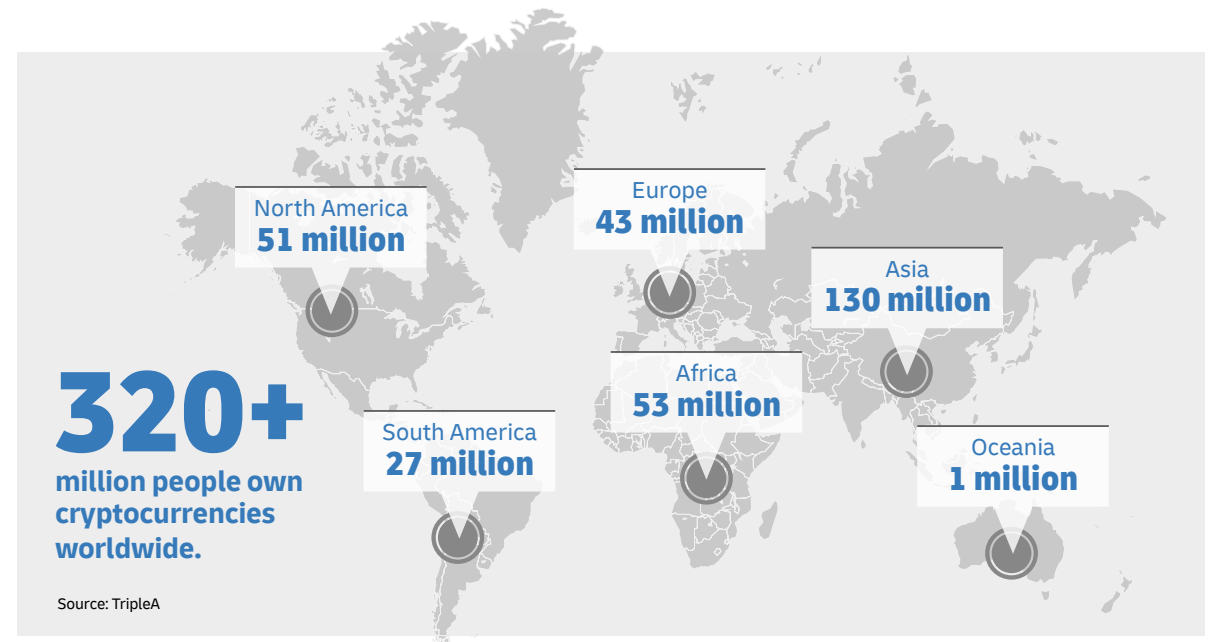 North America
51 million
Europe
43 million
Asia
130 million
Africa
53 million
South America
27 million
Oceania
1 million
320+
million people own
cryptocurrencies
worldwide.
Source: TripleA